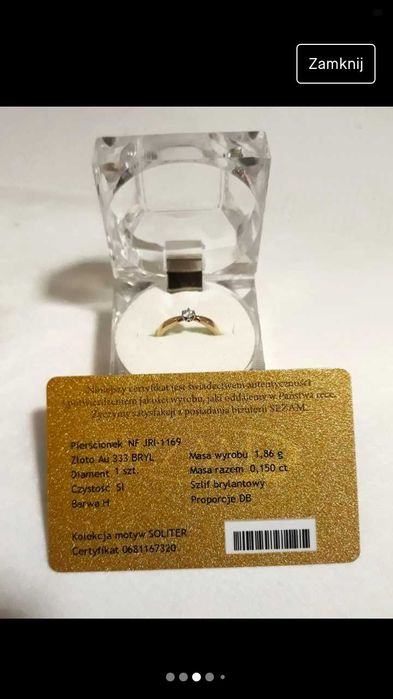 Zamknij
Niniejszy certyfikat jest świadectwem autentyczności
i potwierdzeniem jakości wyrobu, jaki oddajemy w Państwa ręce.
Życzymy satysfakcji z posiadania biżuterii SEZAM.
Pierścionek NF JRI-1169
Złoto Au 333 BRYL
Diament 1 szt.
Czystość SI
Barwa H
Masa wyrobu 1,86 g
Masa razem 0,150 ct
Szlif brylantowy
Proporcje DB
Kolekcja motyw SOLITER
Certyfikat 0681167320